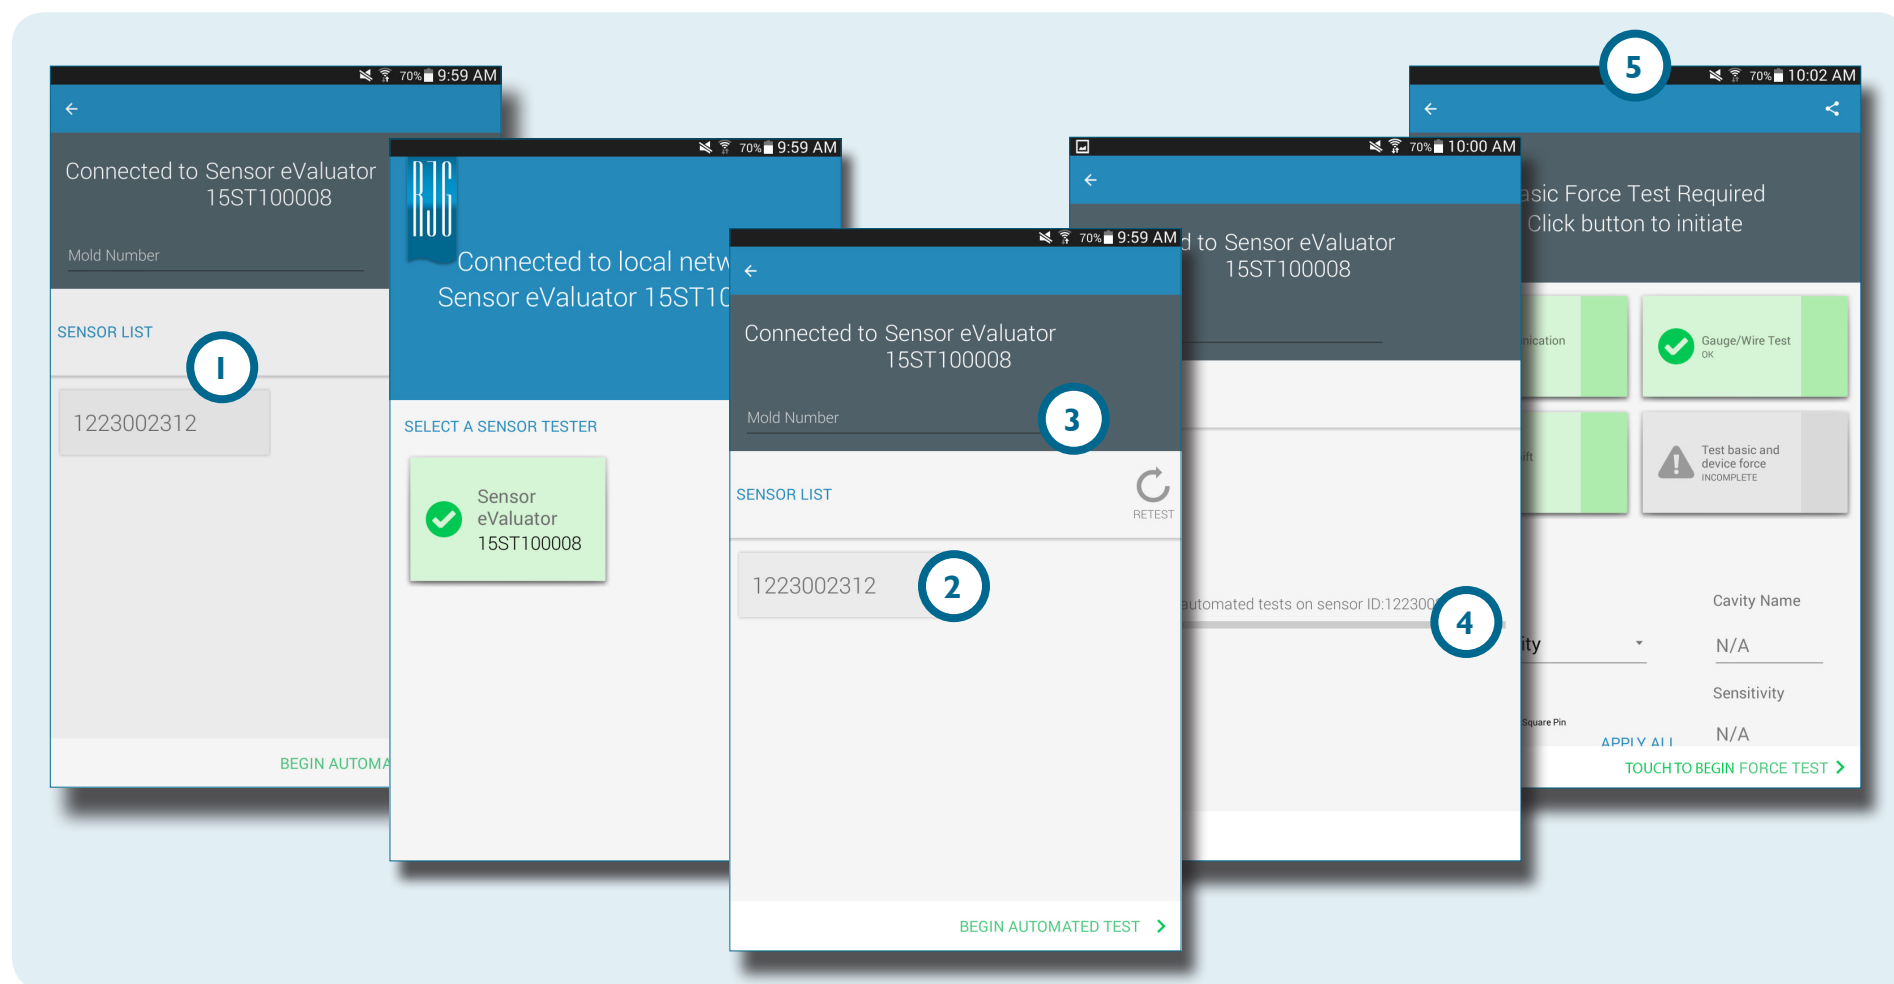 70% 9:59 AM
Connected to Sensor eValuator
15ST100008
Mold Number
SENSOR LIST
1
1223002312
BEGIN AUTOMA
70% 9:59 AM
RJG
Connected to local netw
Sensor eValuator 15ST10
SELECT A SENSOR TESTER
Sensor
eValuator
15ST100008
70% 9:59 AM
Connected to Sensor eValuator
15ST100008
Mold Number
3
SENSOR LIST
RETEST
1223002312
2
BEGIN AUTOMATED TEST
70% 10:00 AM
d to Sensor eValuator
15ST100008
automated tests on sensor ID:122300
4
5
70% 10:02 AM
asic Force Test Required
Click button to initiate
nication
Gauge/Wire Test
OK
ift
Test basic and
device force
INCOMPLETE
Cavity Name
ity
N/A
Sensitivity
Square Pin
N/A
APPLY ALL
TOUCH TO BEGIN FORCE TEST